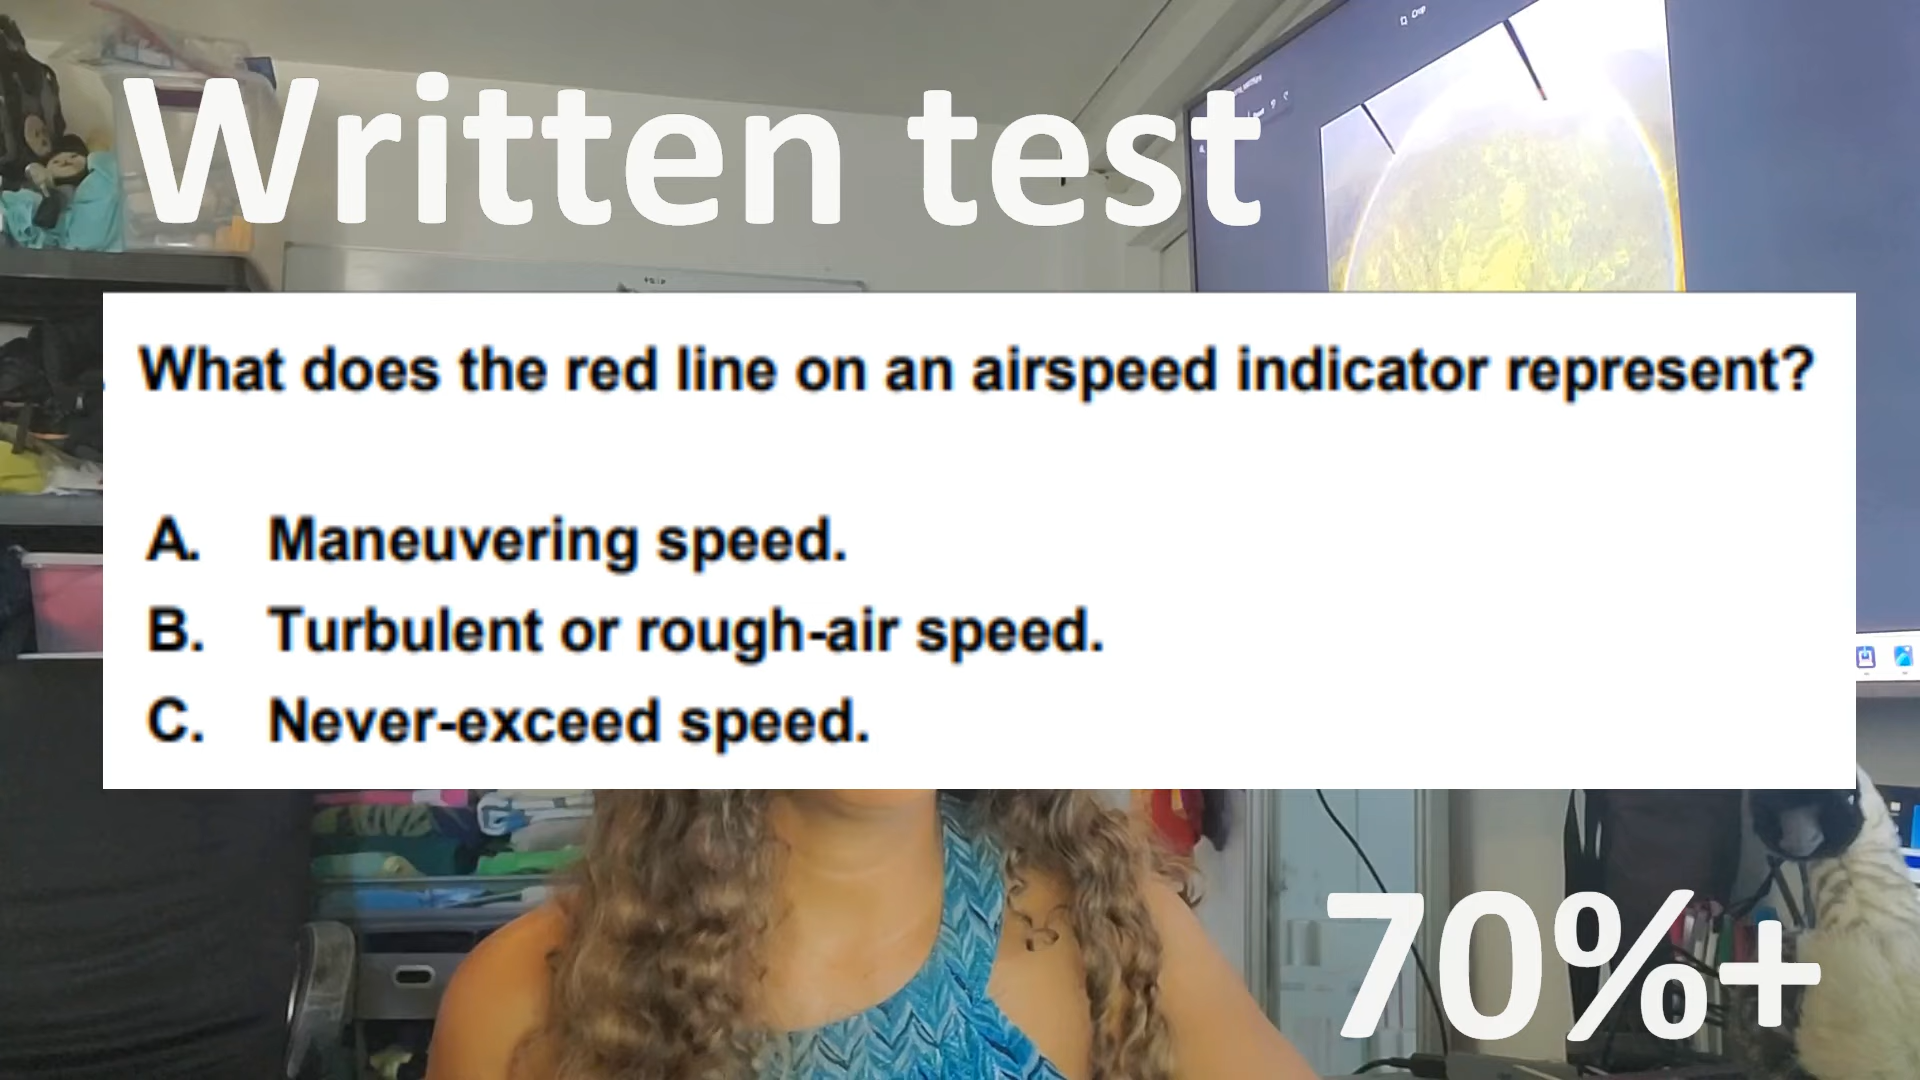 Crop
Written test
What does the red line on an airspeed indicator represent?
A. Maneuvering speed.
B. Turbulent or rough-air speed.
C. Never-exceed speed.
70%+